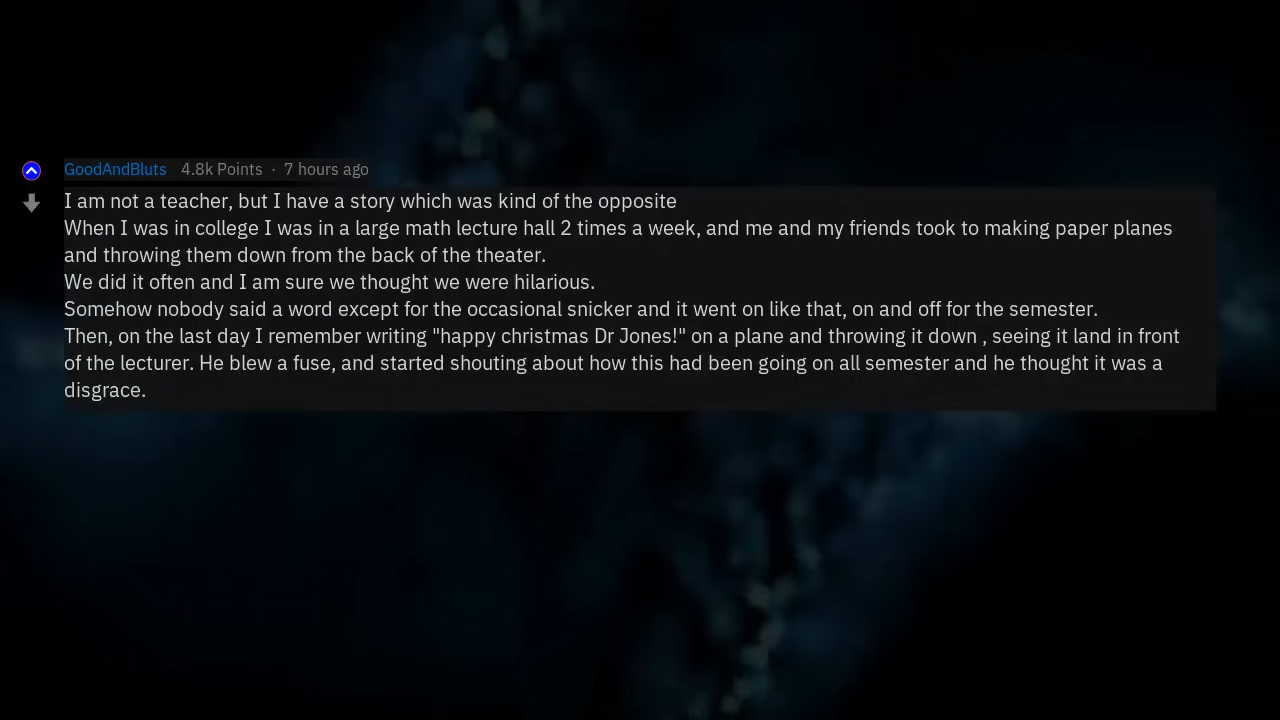 GoodAndBluts 4.8k Points · 7 hours ago
I am not a teacher, but I have a story which was kind of the opposite
When I was in college I was in a large math lecture hall 2 times a week, and me and my friends took to making paper planes
and throwing them down from the back of the theater.
We did it often and I am sure we thought we were hilarious.
Somehow nobody said a word except for the occasional snicker and it went on like that, on and off for the semester.
Then, on the last day I remember writing "happy christmas Dr Jones!" on a plane and throwing it down , seeing it land in front
of the lecturer. He blew a fuse, and started shouting about how this had been going on all semester and he thought it was a
disgrace.